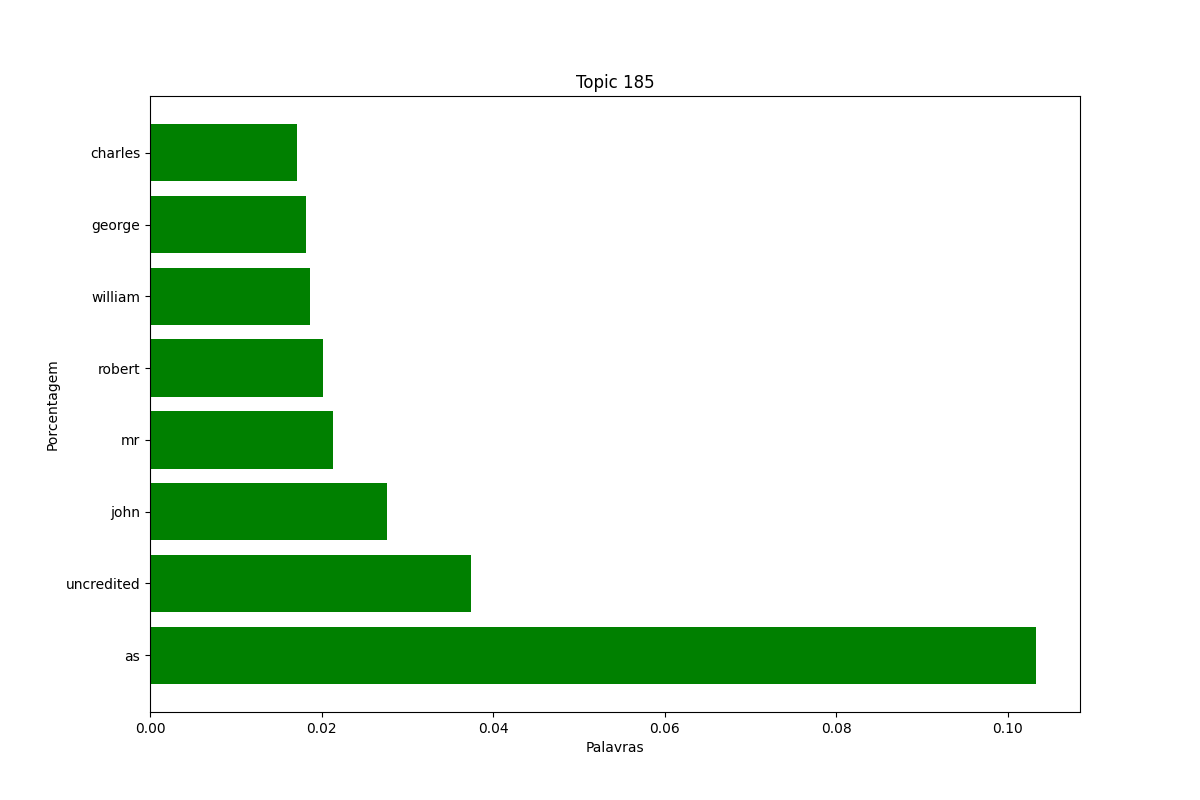 Topic 185
charles
george
william
robert
mr
john
uncredited
as
Porcentagem
0.00 0.02 0.04 0.06 0.08 0.10
Palavras